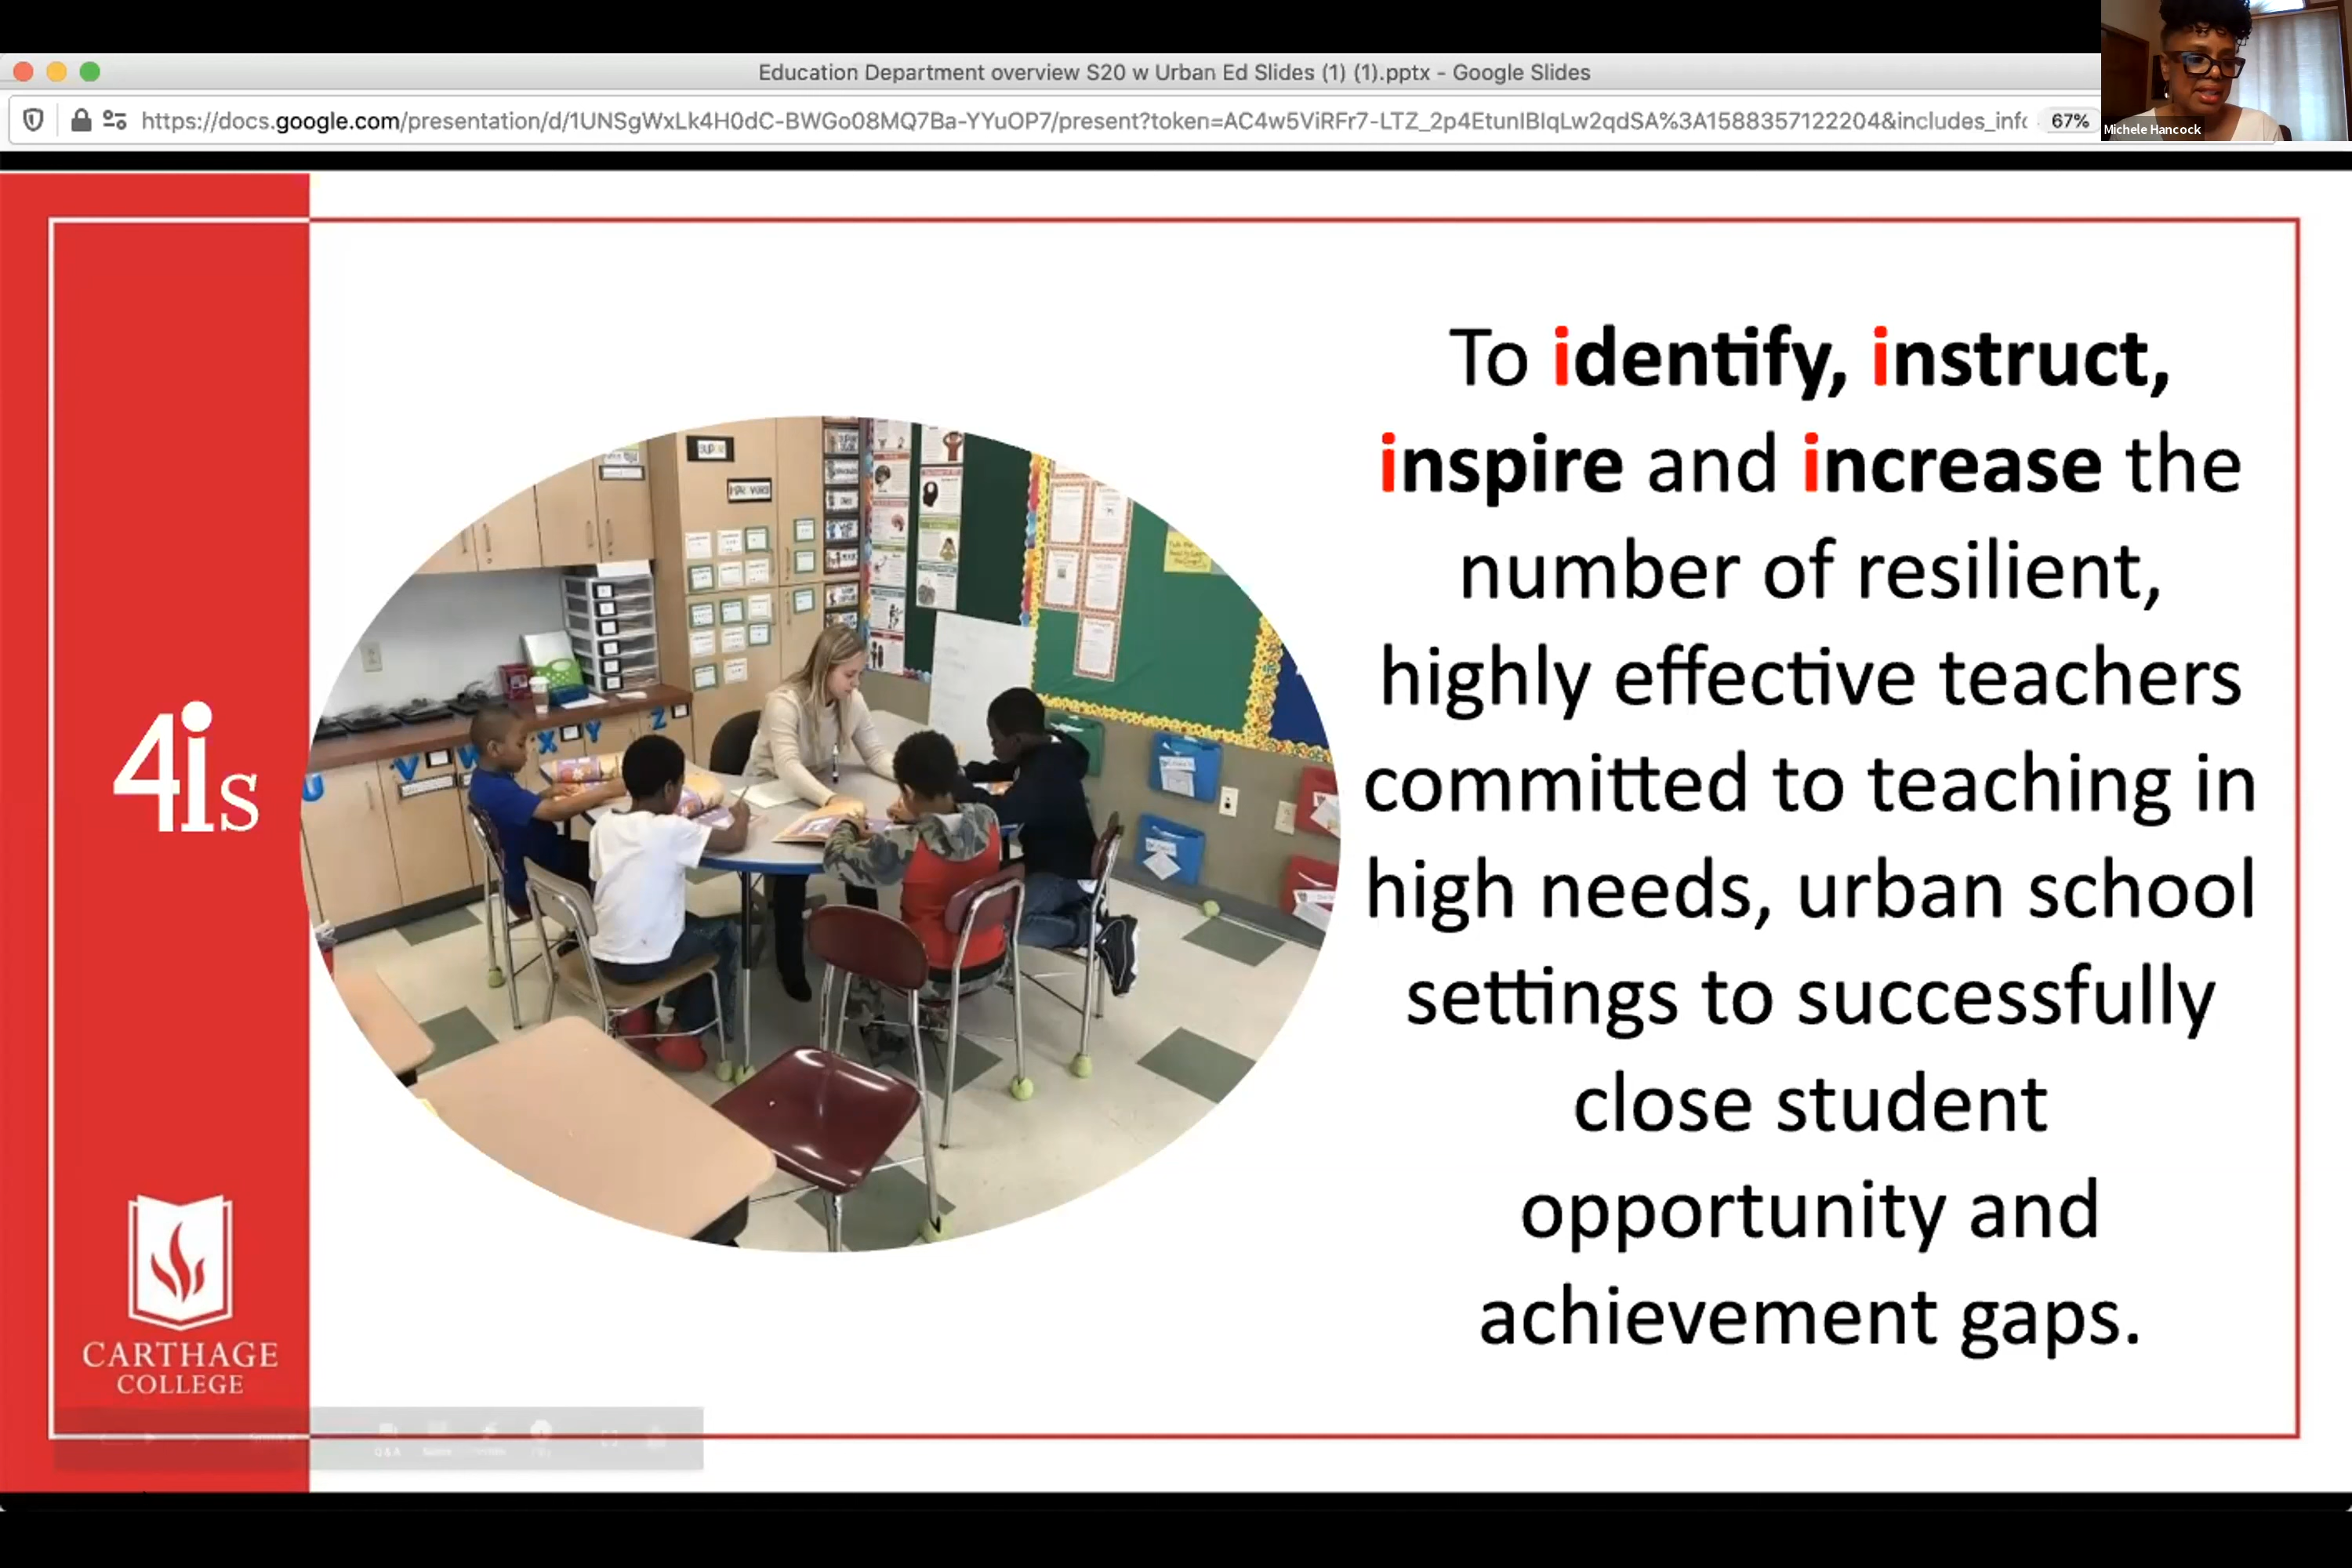 Education Department overview S20 w Urban Ed Slides (1) (1).pptx - Google Slides
https://docs.google.com/presentation/d/1UNSgWxLk4H0dC-BWGo08MQ7Ba-YYuOP7/present?token=AC4w5ViRFr7-LTZ_2p4EtunIBIqLw2qdSA%3A1588357122204&includes_info
67%
Michele Hancock
To identify, instruct,
inspire and increase the
number of resilient,
highly effective teachers
committed to teaching in
high needs, urban school
settings to successfully
close student
opportunity and
achievement gaps.
4is
V
W
X
Y
Z
U
CARTHAGE
COLLEGE
Q & A